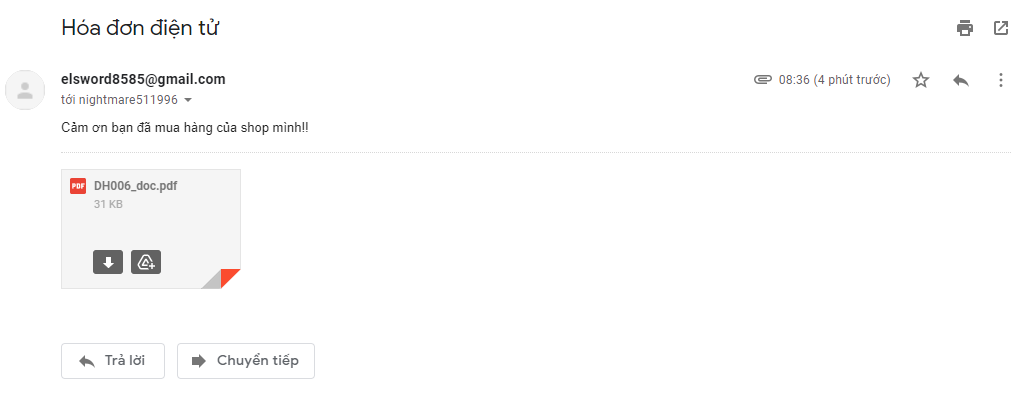 Hóa đơn điện tử
elsword8585@gmail.com
08:36 (4 phút trước)
tới nightmare511996
Cảm ơn bạn đã mua hàng của shop mình!!
PDF DH006_doc.pdf
31 KB
Trả lời
Chuyển tiếp